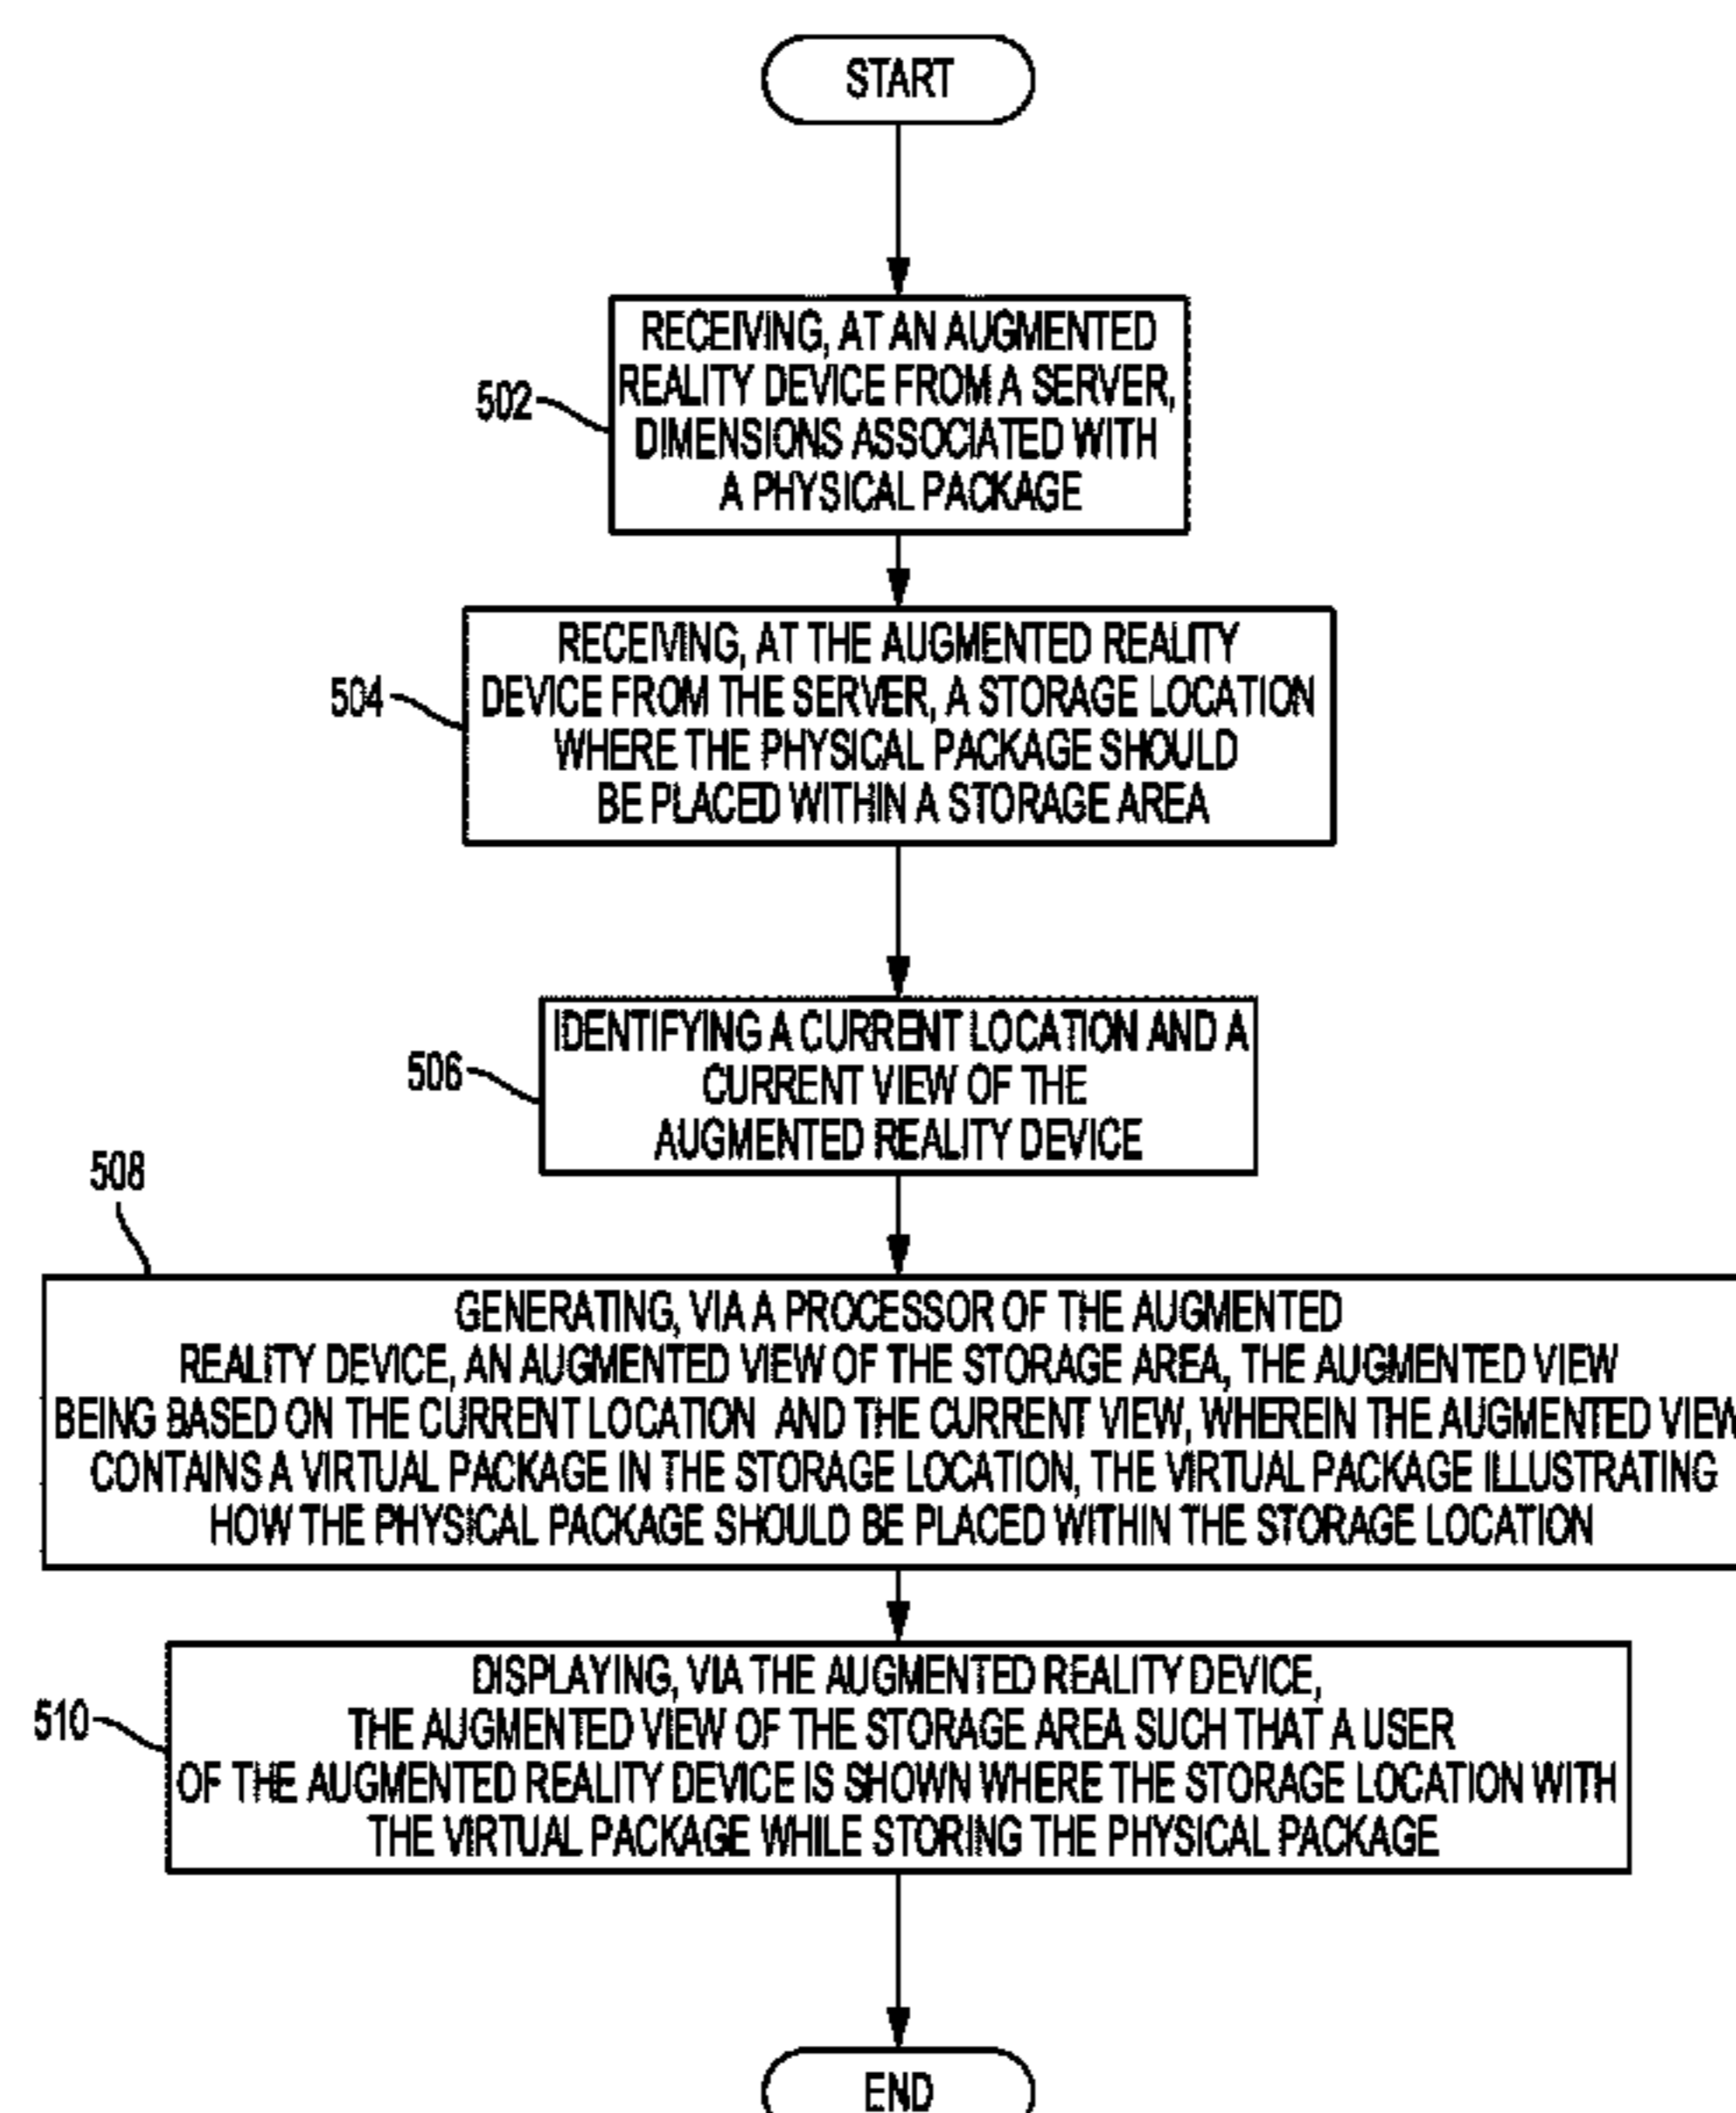 START
502
RECEIVING, AT AN AUGMENTED
REALITY DEVICE FROM A SERVER,
DIMENSIONS ASSOCIATED WITH
A PHYSICAL PACKAGE
504
RECEIVING, AT THE AUGMENTED REALITY
DEVICE FROM THE SERVER, A STORAGE LOCATION
WHERE THE PHYSICAL PACKAGE SHOULD
BE PLACED WITHIN A STORAGE AREA
506
IDENTIFYING A CURRENT LOCATION AND A
CURRENT VIEW OF THE
AUGMENTED REALITY DEVICE
508
GENERATING, VIA A PROCESSOR OF THE AUGMENTED
REALITY DEVICE, AN AUGMENTED VIEW OF THE STORAGE AREA, THE AUGMENTED VIEW
BEING BASED ON THE CURRENT LOCATION AND THE CURRENT VIEW, WHEREIN THE AUGMENTED VIEW
CONTAINS A VIRTUAL PACKAGE IN THE STORAGE LOCATION, THE VIRTUAL PACKAGE ILLUSTRATING
HOW THE PHYSICAL PACKAGE SHOULD BE PLACED WITHIN THE STORAGE LOCATION
510
DISPLAYING, VIA THE AUGMENTED REALITY DEVICE,
THE AUGMENTED VIEW OF THE STORAGE AREA SUCH THAT A USER
OF THE AUGMENTED REALITY DEVICE IS SHOWN WHERE THE STORAGE LOCATION WITH
THE VIRTUAL PACKAGE WHILE STORING THE PHYSICAL PACKAGE
END